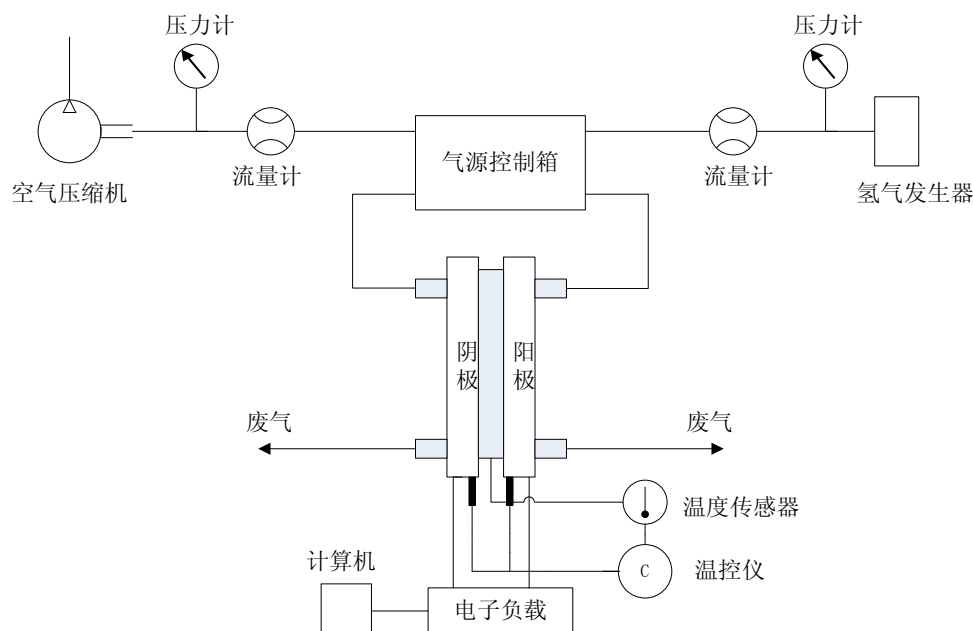 压力计
压力计
气源控制箱
流量计
流量计
空气压缩机
氢气发生器
阴极
阳极
废气
废气
温度传感器
计算机
C
温控仪
电子负载